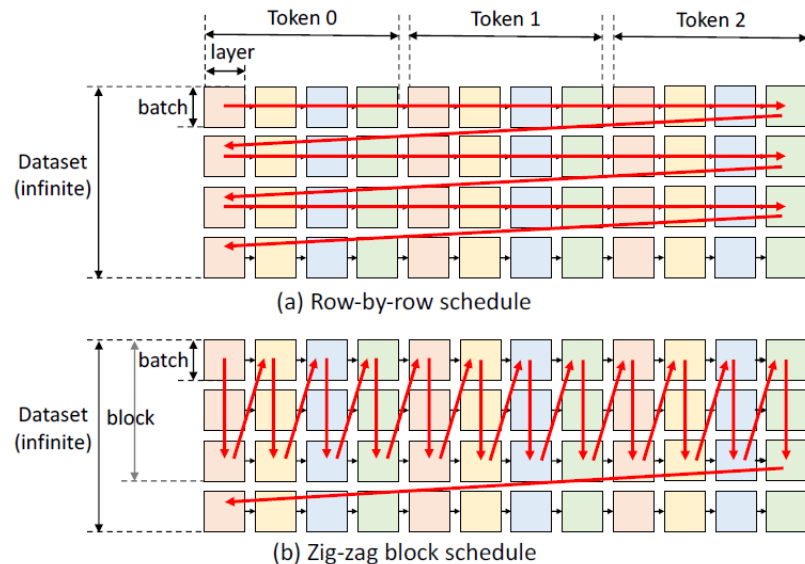 Token 0
Token 1
Token 2
layer
batch
Dataset
(infinite)
(a) Row-by-row schedule
batch
Dataset
(infinite)
block
(b) Zig-zag block schedule